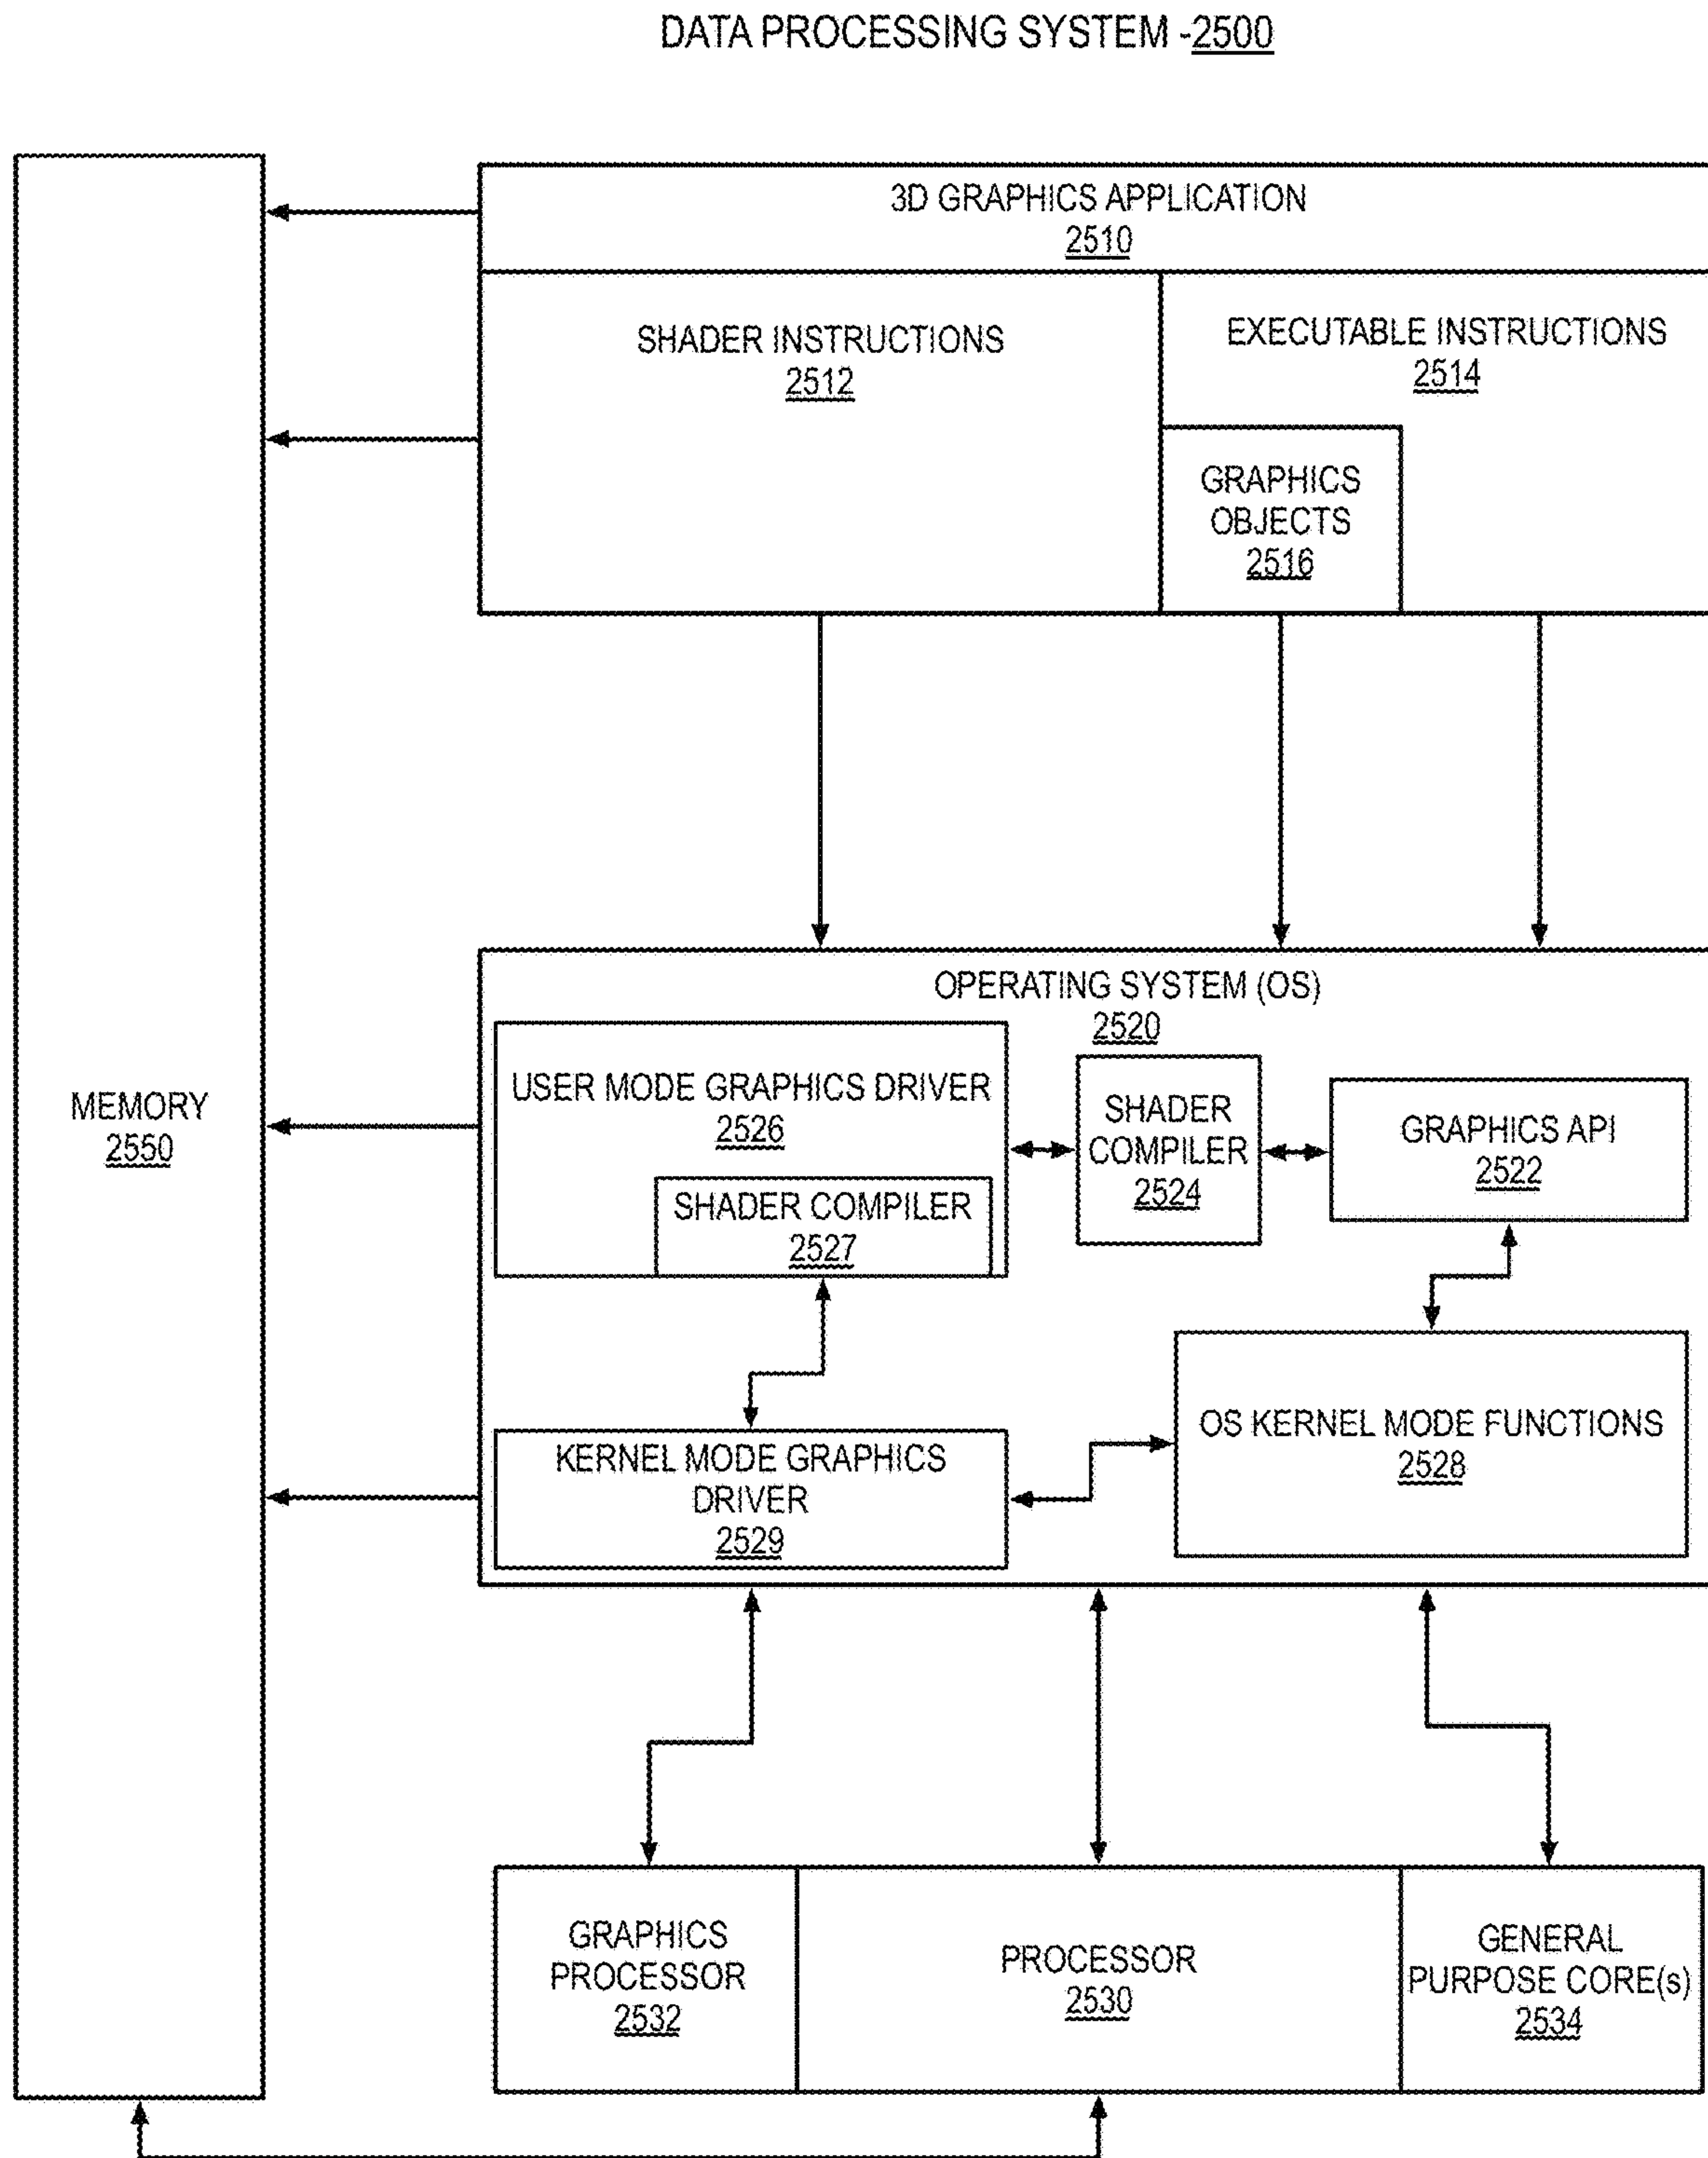 DATA PROCESSING SYSTEM -2500
3D GRAPHICS APPLICATION
2510
SHADER INSTRUCTIONS
2512
EXECUTABLE INSTRUCTIONS
2514
GRAPHICS
OBJECTS
2516
MEMORY
2550
OPERATING SYSTEM (OS)
2520
USER MODE GRAPHICS DRIVER
2526
SHADER COMPILER
2527
SHADER
COMPILER
2524
GRAPHICS API
2522
KERNEL MODE GRAPHICS
DRIVER
2529
OS KERNEL MODE FUNCTIONS
2528
GRAPHICS
PROCESSOR
2532
PROCESSOR
2530
GENERAL
PURPOSE CORE(s)
2534